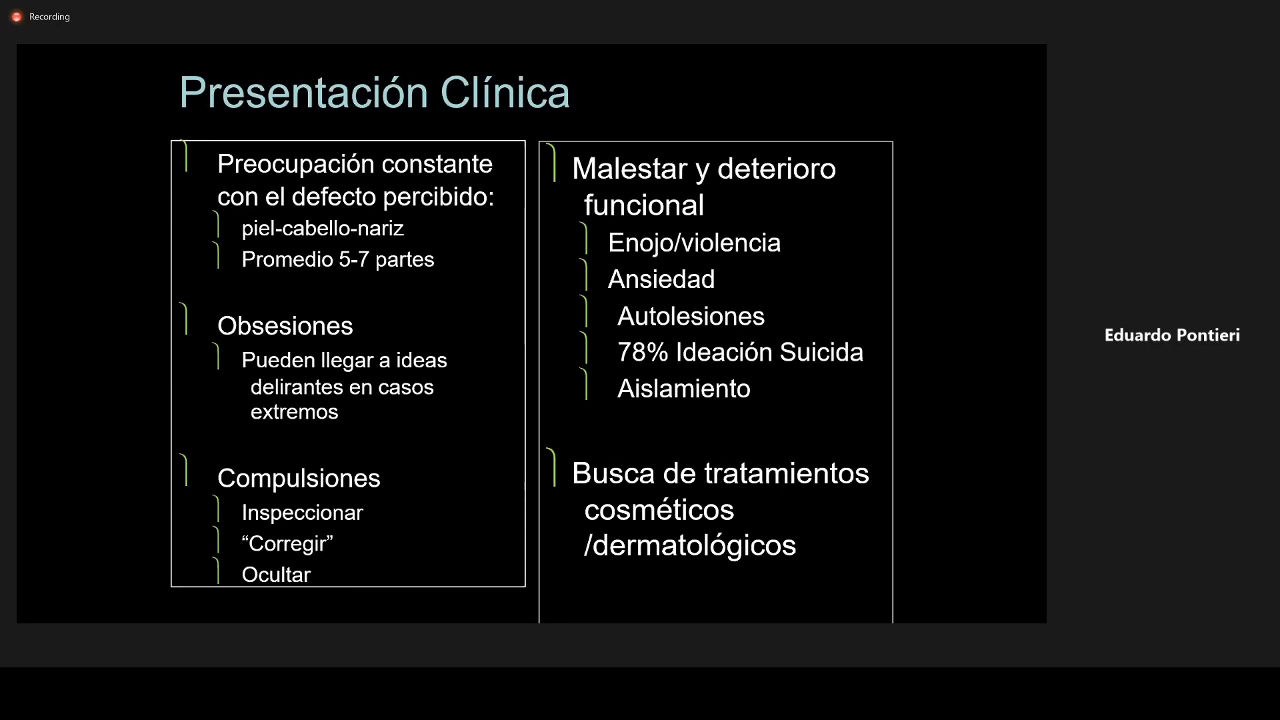 Recording
Presentación Clínica
Preocupación constante
con el defecto percibido:
piel-cabello-nariz
Promedio 5-7 partes
Obsesiones
Pueden llegar a ideas
delirantes en casos
extremos
Compulsiones
Inspeccionar
“Corregir”
Ocultar
Malestar y deterioro
funcional
Enojo/violencia
Ansiedad
Autolesiones
78% Ideación Suicida
Aislamiento
Busca de tratamientos
cosméticos
/dermatológicos
Eduardo Pontieri